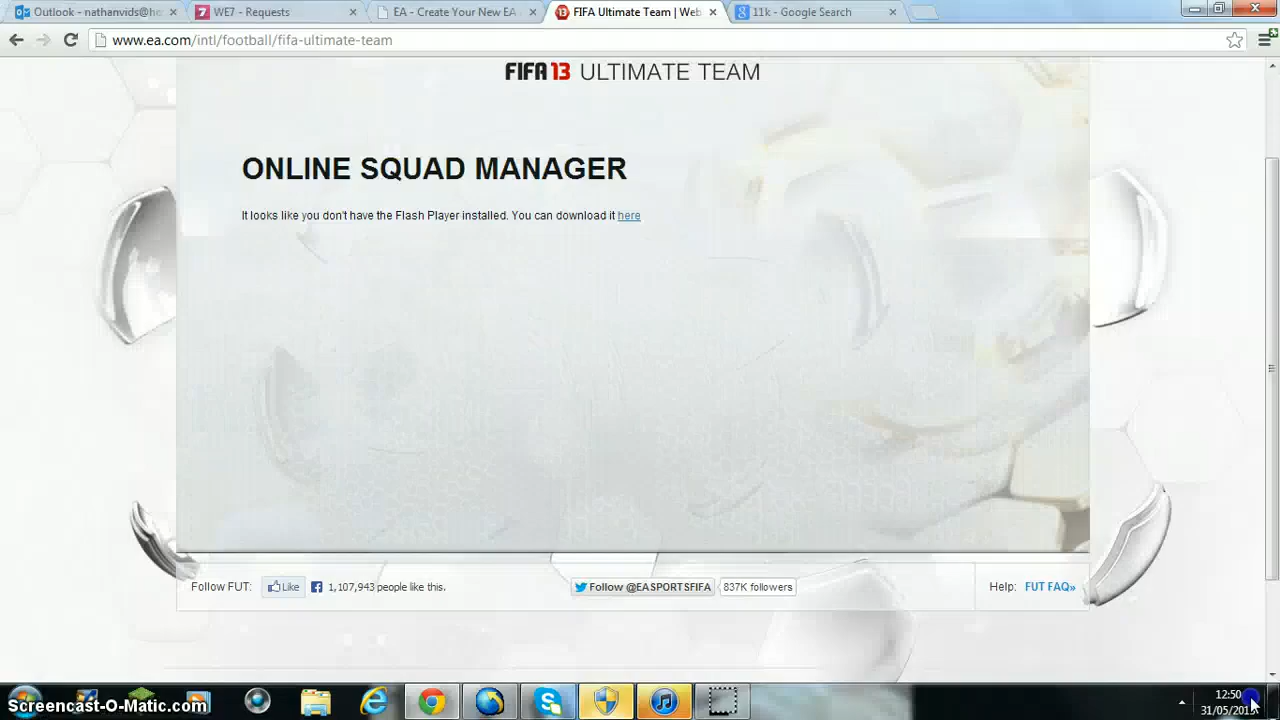 Outlook - nathanvids@ho
WE7 - Requests
EA - Create Your New EA
FIFA Ultimate Team | Web
11k - Google Search
www.ea.com/intl/football/fifa-ultimate-team
FIFA 13 ULTIMATE TEAM
ONLINE SQUAD MANAGER
It looks like you don't have the Flash Player installed. You can download it here
Follow FUT: Like 1,107,943 people like this. Follow @EASPORTSFIFA 837K followers Help: FUT FAQ»
Screencast-O-Matic.com
12:50
31/05/20